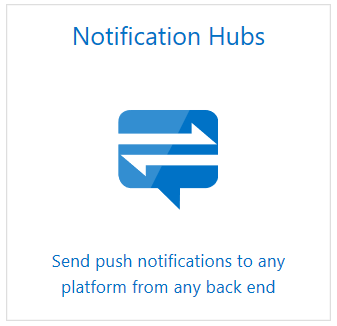 Notification Hubs
Send push notifications to any
platform from any back end